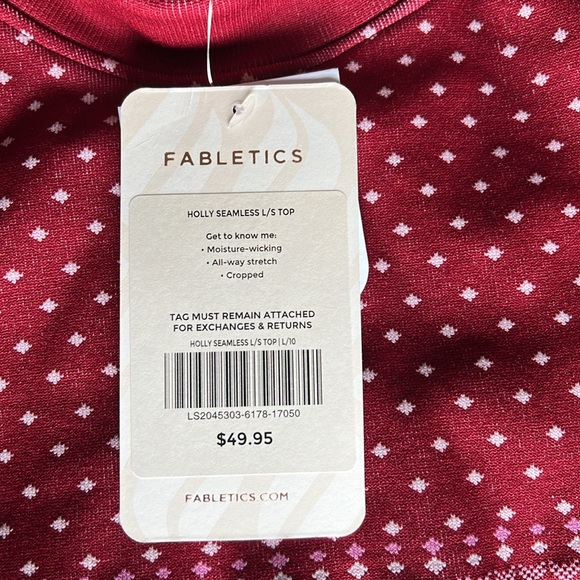 FABLETICS
HOLLY SEAMLESS L/S TOP
Get to know me:
• Moisture-wicking
• All-way stretch
• Cropped
TAG MUST REMAIN ATTACHED
FOR EXCHANGES & RETURNS
HOLLY SEAMLESS L/S TOP | L/10
LS2045303-6178-17050
$49.95
FABLETICS.COM